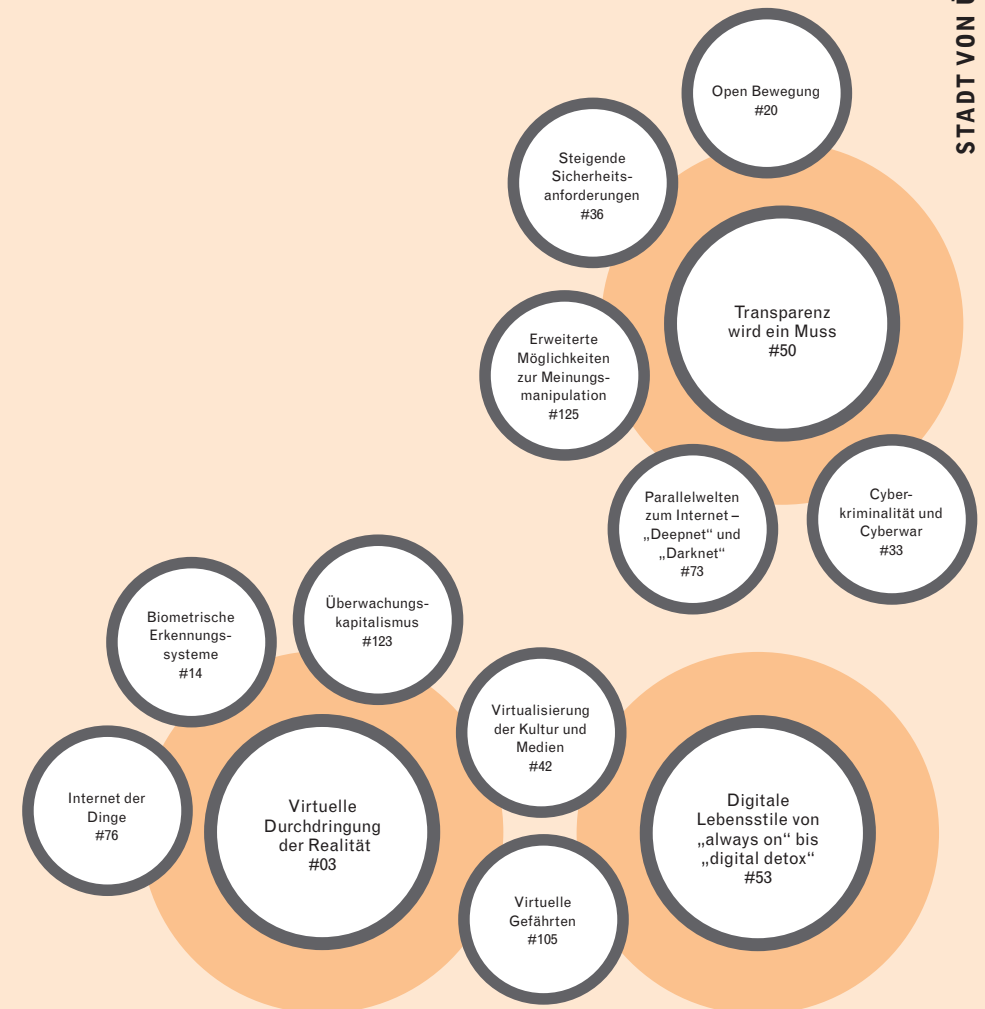 STADT VON
Open Bewegung
#20
Steigende
Sicherheits-
anforderungen
#36
Transparenz
wird ein Muss
#50
Erweiterte
Möglichkeiten
zur Meinungs-
manipulation
#125
Parallelwelten
zum Internet –
„Deepnet“ und
„Darknet“
#73
Cyber-
kriminalität und
Cyberwar
#33
Biometrische
Erkennungs-
systeme
#14
Überwachungs-
kapitalismus
#123
Virtualisierung
der Kultur und
Medien
#42
Internet der
Dinge
#76
Virtuelle
Durchdringung
der Realität
#03
Digitale
Lebensstile von
„always on“ bis
„digital detox“
#53
Virtuelle
Gefährten
#105